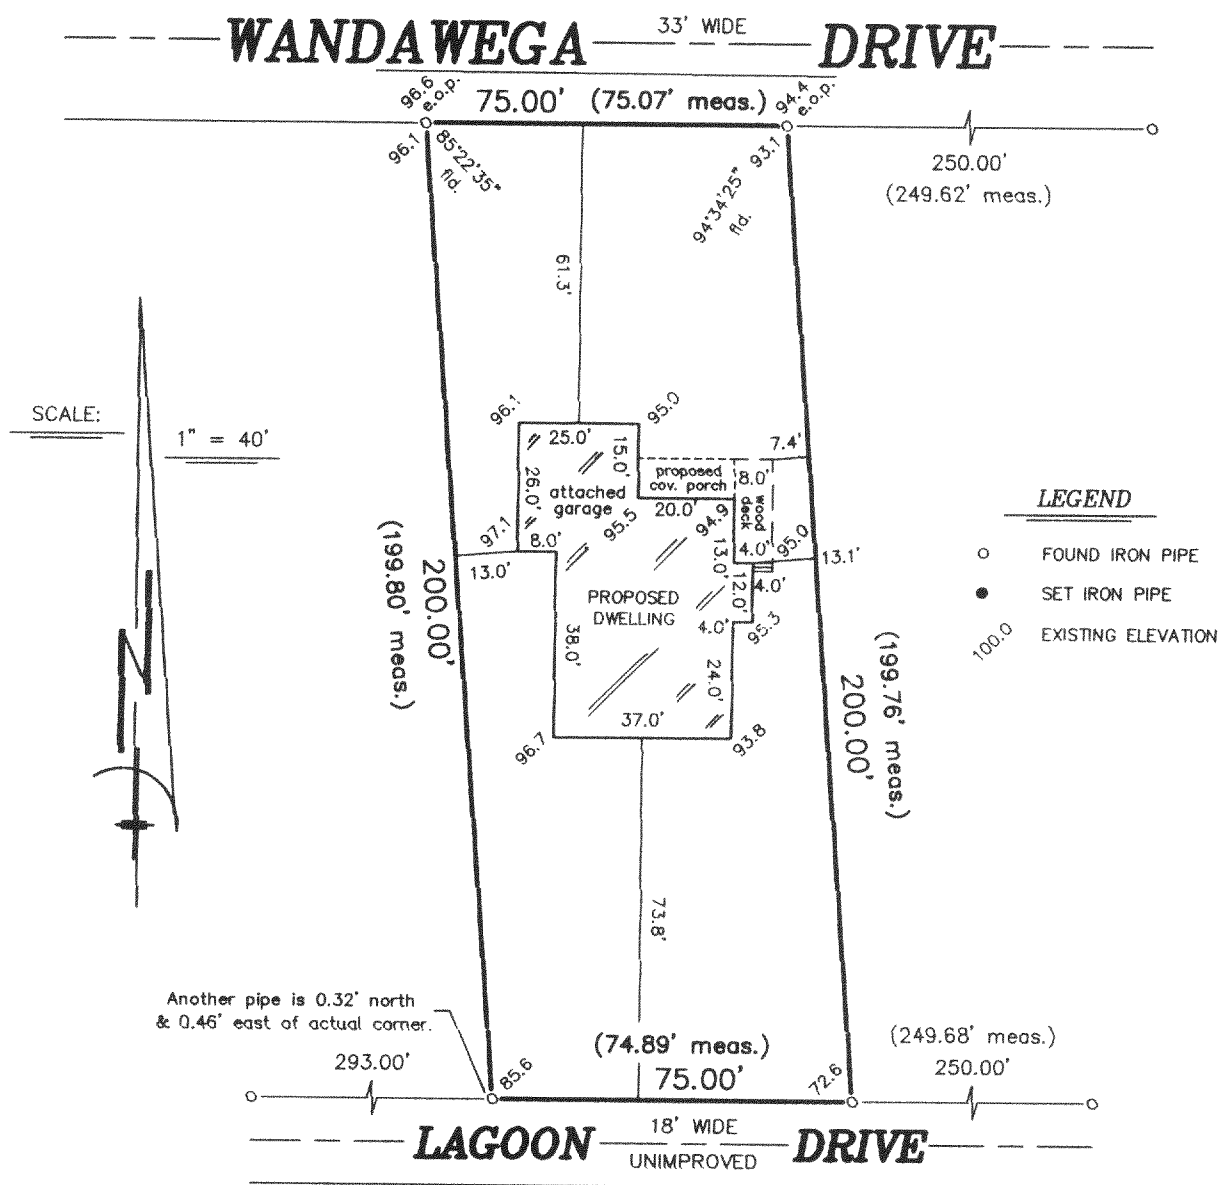 WANDAWEGA 33' WIDE DRIVE
96.6 e.o.p.
75.00' (75.07' meas.)
94.4 e.o.p.
96.1
85°22'35" fld.
93.1
94°34'25" fld.
250.00'
(249.62' meas.)
61.3'
SCALE:
1" = 40'
96.1
95.0
25.0'
15.0'
7.4'
proposed
cov. porch
8.0'
wood
deck
26.0'
attached
garage
20.0'
94.9
95.5
97.1
8.0'
13.0'
13.0'
4.0'
95.0
13.1'
4.0'
12.0'
4.0'
95.3
PROPOSED
DWELLING
38.0'
24.0'
37.0'
96.7
93.8
(199.80' meas.)
200.00'
(199.76' meas.)
200.00'
LEGEND
FOUND IRON PIPE
SET IRON PIPE
100.0 EXISTING ELEVATION
N
73.8'
Another pipe is 0.32' north
& 0.46' east of actual corner.
293.00'
85.6
(74.89' meas.)
75.00'
72.6
(249.68' meas.)
250.00'
LAGOON 18' WIDE DRIVE
UNIMPROVED